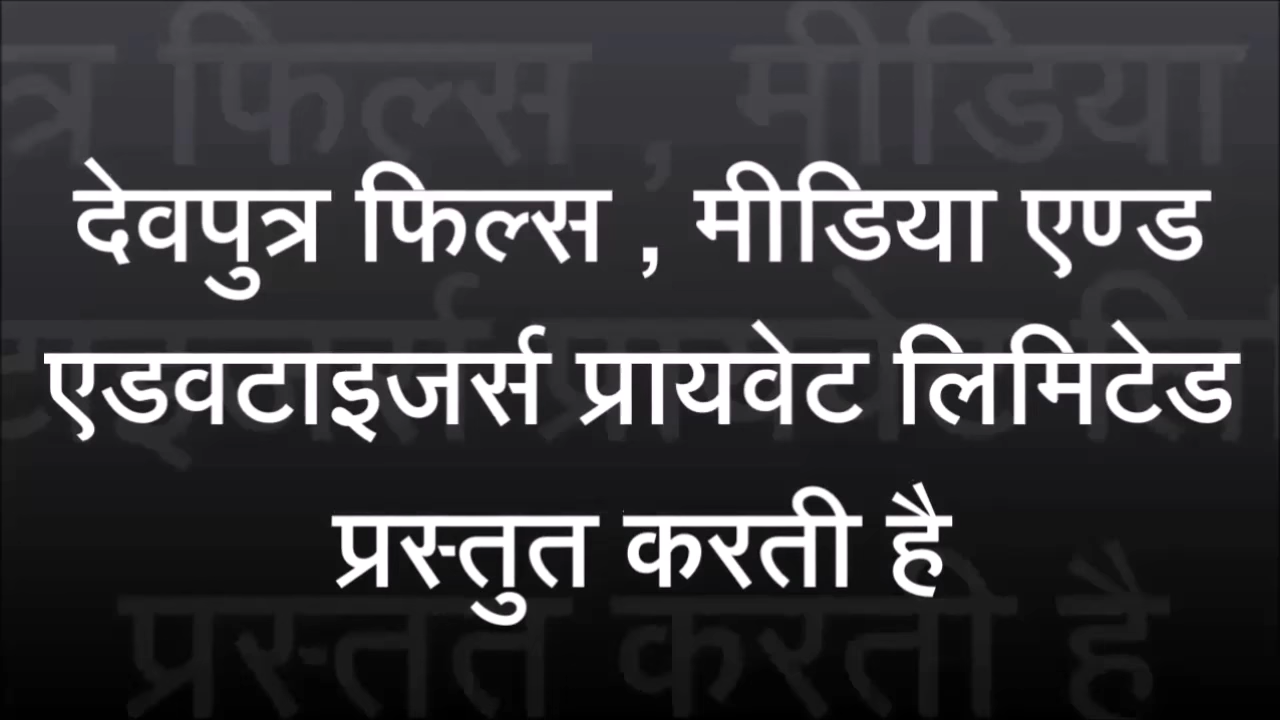 देवपुत्र फिल्स , मीडिया एण्ड
एडवटाइजर्स प्रायवेट लिमिटेड
प्रस्तुत करती है